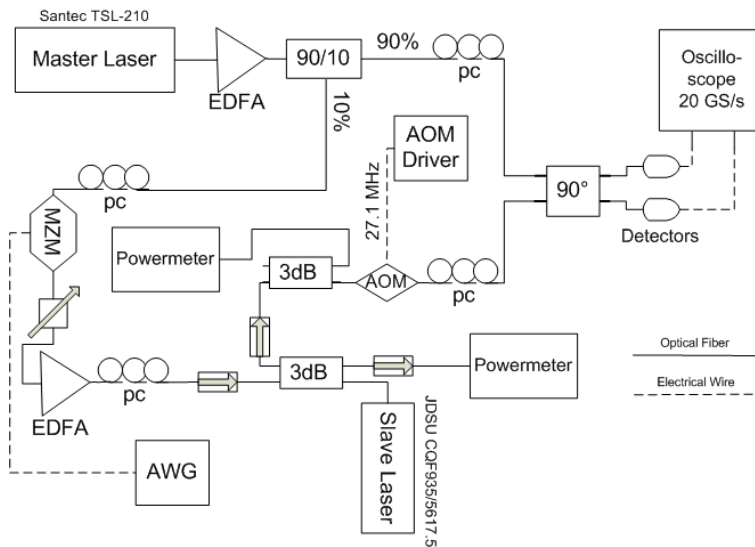 Santec TSL-210
Master Laser
EDFA
90/10
90%
10%
pc
Oscillo-
scope
20 GS/s
AOM
Driver
27.1 MHz
90°
Detectors
pc
MZM
Powermeter
3dB
AOM
pc
Optical Fiber
Electrical Wire
EDFA
pc
3dB
Powermeter
Slave Laser
JDSU CQF935/5617.5
AWG